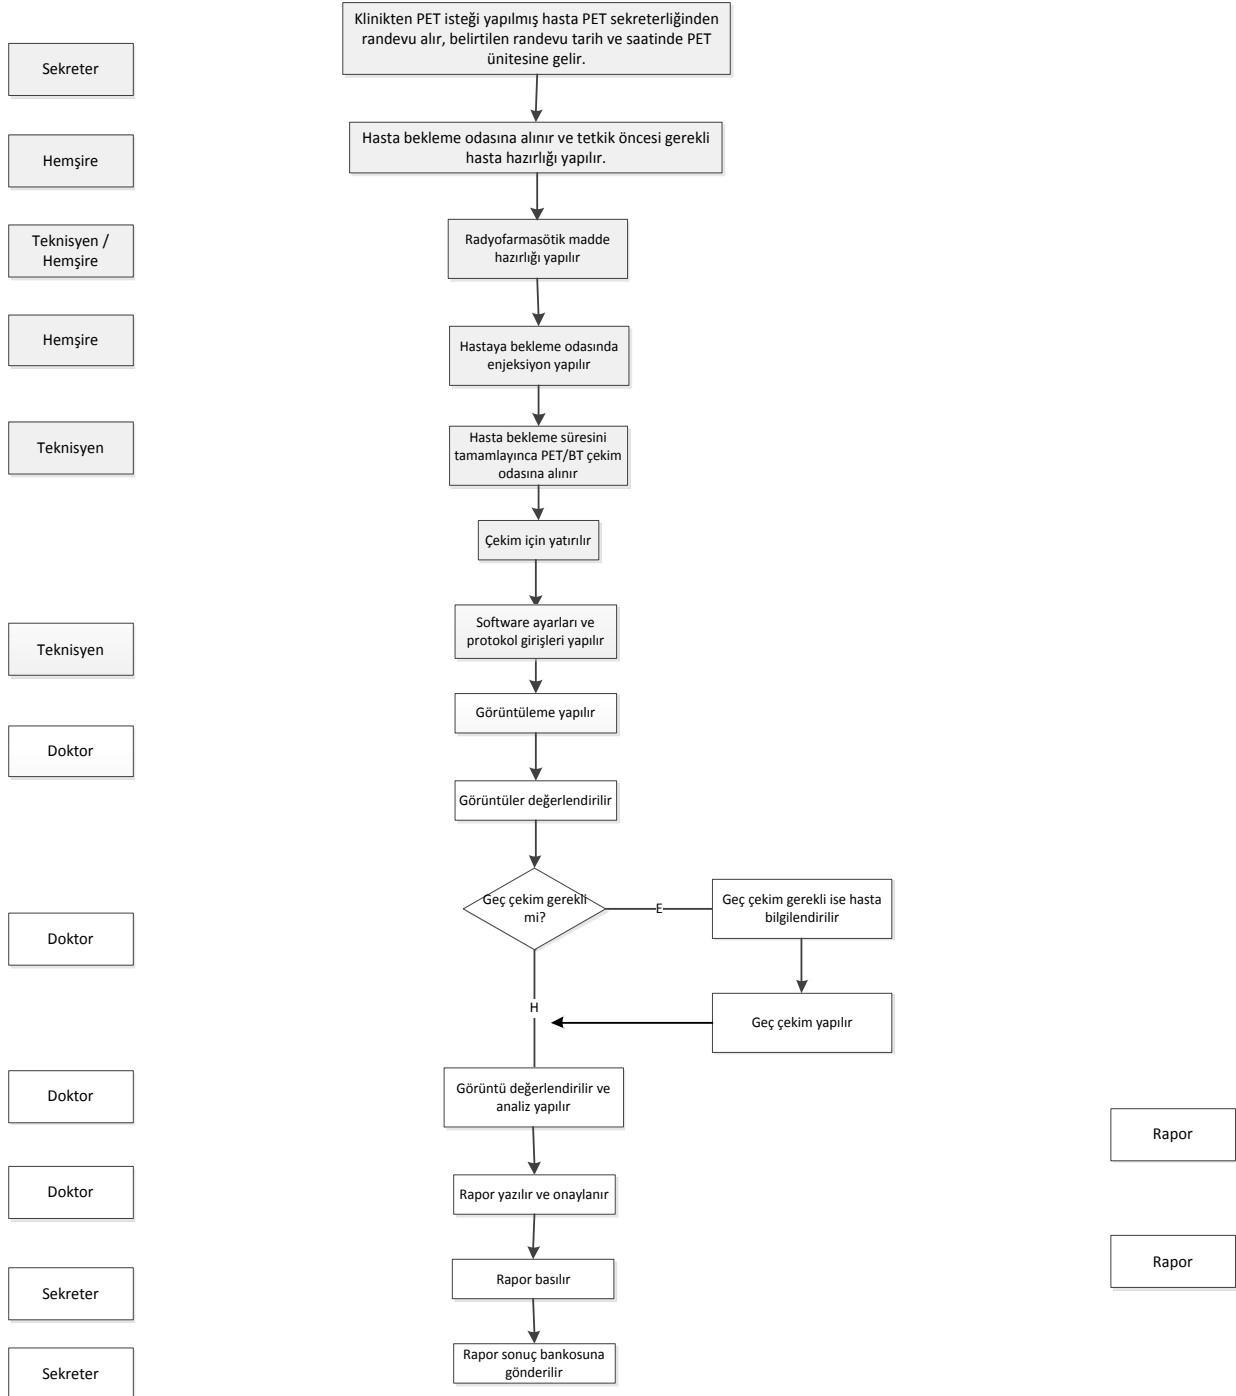 Klinikten PET isteği yapılmış hasta PET sekreterliğinden
randevu alır, belirtilen randevu tarih ve saatinde PET
ünitesine gelir.
Sekreter
Hasta bekleme odasına alınır ve tetkik öncesi gerekli
hasta hazırlığı yapılır.
Hemşire
Teknisyen /
Hemşire
Radyofarmasötik madde
hazırlığı yapılır
Hemşire
Hastaya bekleme odasında
enjeksiyon yapılır
Teknisyen
Hasta bekleme süresini
tamamlayınca PET/BT çekim
odasına alınır
Çekim için yatırılır
Teknisyen
Software ayarları ve
protokol girişleri yapılır
Görüntüleme yapılır
Doktor
Görüntüler değerlendirilir
Geç çekim gerekli
mi?
E
Geç çekim gerekli ise hasta
bilgilendirilir
Doktor
H
Geç çekim yapılır
Doktor
Görüntü değerlendirilir ve
analiz yapılır
Rapor
Doktor
Rapor yazılır ve onaylanır
Rapor
Sekreter
Rapor basılır
Sekreter
Rapor sonuç bankosuna
gönderilir